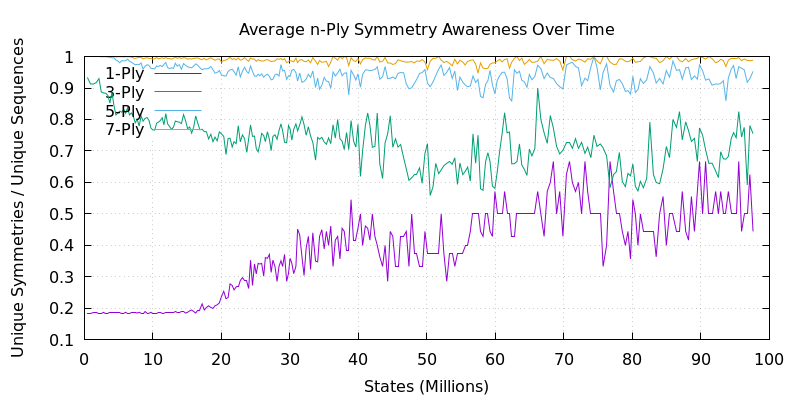 Average n-Ply Symmetry Awareness Over Time
Unique Symmetries / Unique Sequences
1
0.9
0.8
0.7
0.6
0.5
0.4
0.3
0.2
0.1
1-Ply
3-Ply
5-Ply
7-Ply
0 10 20 30 40 50 60 70 80 90 100
States (Millions)